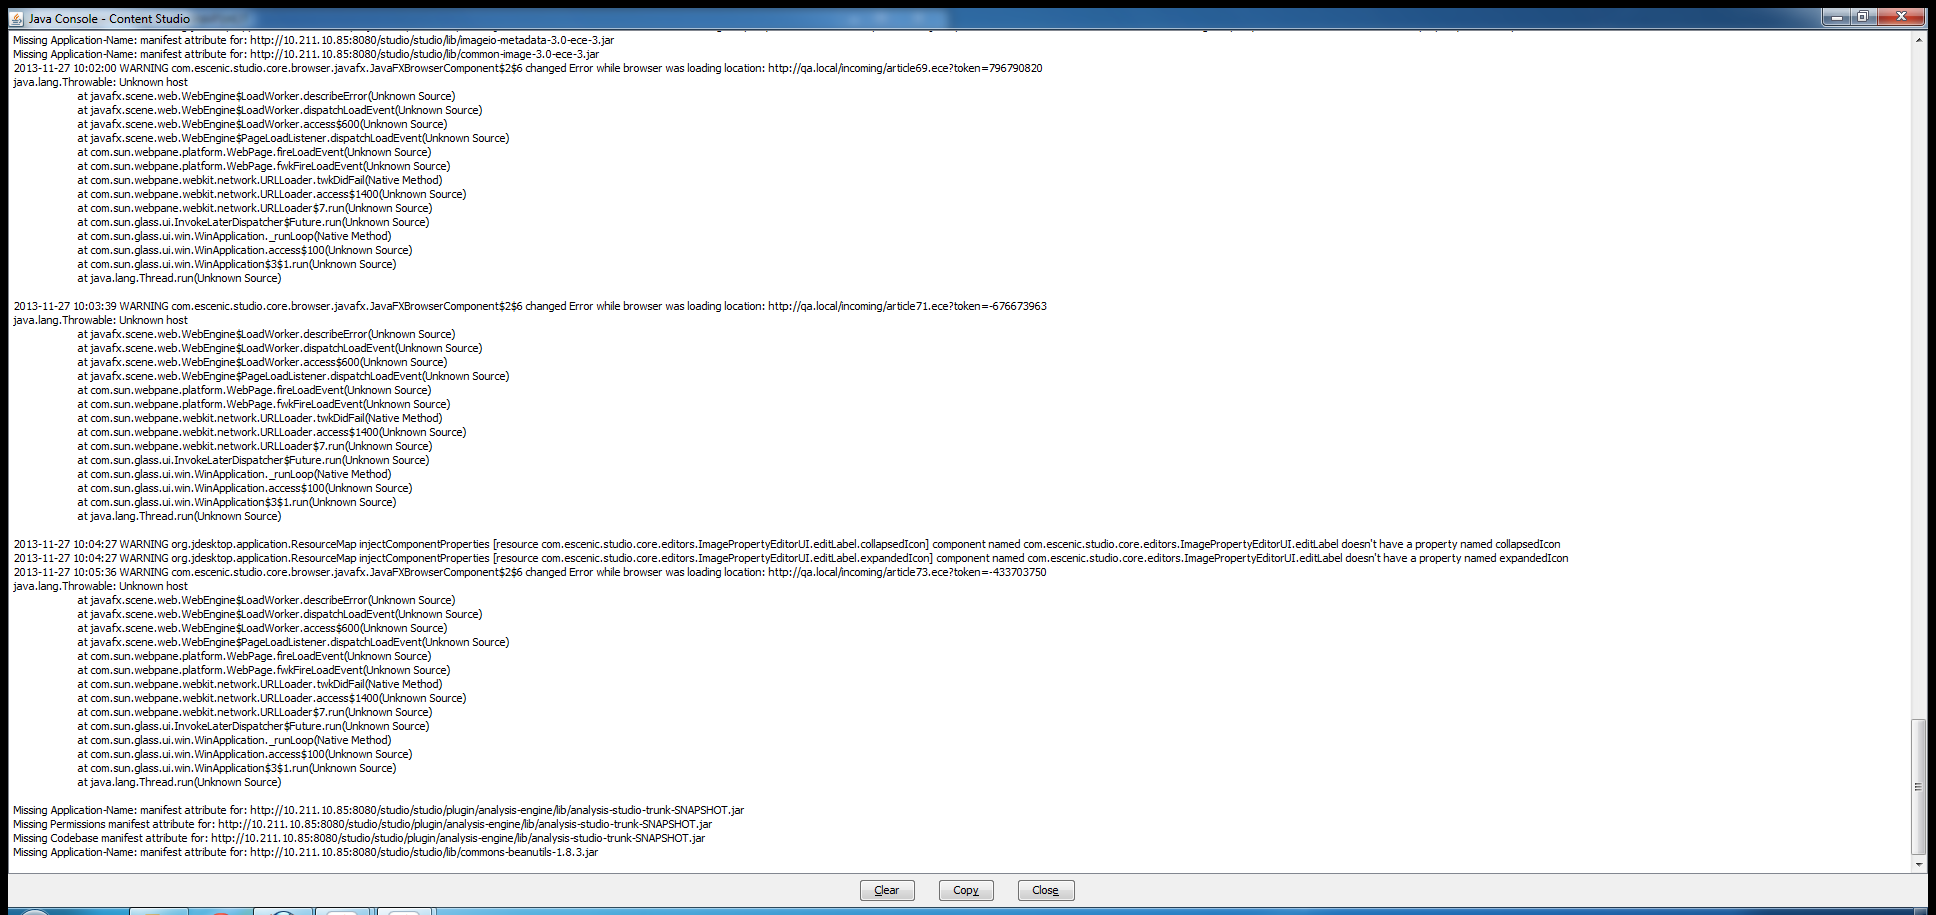 Java Console - Content Studio
Missing Application-Name: manifest attribute for: http://10.211.10.85:8080/studio/studio/lib/imageio-metadata-3.0-ece-3.jar
Missing Application-Name: manifest attribute for: http://10.211.10.85:8080/studio/studio/lib/common-image-3.0-ece-3.jar
2013-11-27 10:02:00 WARNING com.escenic.studio.core.browser.javafx.JavaFXBrowserComponent$2$6 changed Error while browser was loading location: http://qa.local/incoming/article69.ece?token=796790820
java.lang.Throwable: Unknown host
at javafx.scene.web.WebEngine$LoadWorker.describeError(Unknown Source)
at javafx.scene.web.WebEngine$LoadWorker.dispatchLoadEvent(Unknown Source)
at javafx.scene.web.WebEngine$LoadWorker.access$600(Unknown Source)
at javafx.scene.web.WebEngine$PageLoadListener.dispatchLoadEvent(Unknown Source)
at com.sun.webpane.platform.WebPage.fireLoadEvent(Unknown Source)
at com.sun.webpane.platform.WebPage.fwkFireLoadEvent(Unknown Source)
at com.sun.webpane.webkit.network.URLLoader.twkDidFail(Native Method)
at com.sun.webpane.webkit.network.URLLoader.access$1400(Unknown Source)
at com.sun.webpane.webkit.network.URLLoader$7.run(Unknown Source)
at com.sun.glass.ui.InvokeLaterDispatcher$Future.run(Unknown Source)
at com.sun.glass.ui.win.WinApplication._runLoop(Native Method)
at com.sun.glass.ui.win.WinApplication.access$100(Unknown Source)
at com.sun.glass.ui.win.WinApplication$3$1.run(Unknown Source)
at java.lang.Thread.run(Unknown Source)
2013-11-27 10:03:39 WARNING com.escenic.studio.core.browser.javafx.JavaFXBrowserComponent$2$6 changed Error while browser was loading location: http://qa.local/incoming/article71.ece?token=-676673963
java.lang.Throwable: Unknown host
at javafx.scene.web.WebEngine$LoadWorker.describeError(Unknown Source)
at javafx.scene.web.WebEngine$LoadWorker.dispatchLoadEvent(Unknown Source)
at javafx.scene.web.WebEngine$LoadWorker.access$600(Unknown Source)
at javafx.scene.web.WebEngine$PageLoadListener.dispatchLoadEvent(Unknown Source)
at com.sun.webpane.platform.WebPage.fireLoadEvent(Unknown Source)
at com.sun.webpane.platform.WebPage.fwkFireLoadEvent(Unknown Source)
at com.sun.webpane.webkit.network.URLLoader.twkDidFail(Native Method)
at com.sun.webpane.webkit.network.URLLoader.access$1400(Unknown Source)
at com.sun.webpane.webkit.network.URLLoader$7.run(Unknown Source)
at com.sun.glass.ui.InvokeLaterDispatcher$Future.run(Unknown Source)
at com.sun.glass.ui.win.WinApplication._runLoop(Native Method)
at com.sun.glass.ui.win.WinApplication.access$100(Unknown Source)
at com.sun.glass.ui.win.WinApplication$3$1.run(Unknown Source)
at java.lang.Thread.run(Unknown Source)
2013-11-27 10:04:27 WARNING org.jdesktop.application.ResourceMap injectComponentProperties [resource com.escenic.studio.core.editors.ImagePropertyEditorUI.editLabel.collapsedIcon] component named com.escenic.studio.core.editors.ImagePropertyEditorUI.editLabel doesn't have a property named collapsedIcon
2013-11-27 10:04:27 WARNING org.jdesktop.application.ResourceMap injectComponentProperties [resource com.escenic.studio.core.editors.ImagePropertyEditorUI.editLabel.expandedIcon] component named com.escenic.studio.core.editors.ImagePropertyEditorUI.editLabel doesn't have a property named expandedIcon
2013-11-27 10:05:36 WARNING com.escenic.studio.core.browser.javafx.JavaFXBrowserComponent$2$6 changed Error while browser was loading location: http://qa.local/incoming/article73.ece?token=-433703750
java.lang.Throwable: Unknown host
at javafx.scene.web.WebEngine$LoadWorker.describeError(Unknown Source)
at javafx.scene.web.WebEngine$LoadWorker.dispatchLoadEvent(Unknown Source)
at javafx.scene.web.WebEngine$LoadWorker.access$600(Unknown Source)
at javafx.scene.web.WebEngine$PageLoadListener.dispatchLoadEvent(Unknown Source)
at com.sun.webpane.platform.WebPage.fireLoadEvent(Unknown Source)
at com.sun.webpane.platform.WebPage.fwkFireLoadEvent(Unknown Source)
at com.sun.webpane.webkit.network.URLLoader.twkDidFail(Native Method)
at com.sun.webpane.webkit.network.URLLoader.access$1400(Unknown Source)
at com.sun.webpane.webkit.network.URLLoader$7.run(Unknown Source)
at com.sun.glass.ui.InvokeLaterDispatcher$Future.run(Unknown Source)
at com.sun.glass.ui.win.WinApplication._runLoop(Native Method)
at com.sun.glass.ui.win.WinApplication.access$100(Unknown Source)
at com.sun.glass.ui.win.WinApplication$3$1.run(Unknown Source)
at java.lang.Thread.run(Unknown Source)
Missing Application-Name: manifest attribute for: http://10.211.10.85:8080/studio/studio/plugin/analysis-engine/lib/analysis-studio-trunk-SNAPSHOT.jar
Missing Permissions manifest attribute for: http://10.211.10.85:8080/studio/studio/plugin/analysis-engine/lib/analysis-studio-trunk-SNAPSHOT.jar
Missing Codebase manifest attribute for: http://10.211.10.85:8080/studio/studio/plugin/analysis-engine/lib/analysis-studio-trunk-SNAPSHOT.jar
Missing Application-Name: manifest attribute for: http://10.211.10.85:8080/studio/studio/lib/commons-beanutils-1.8.3.jar
Clear Copy Close